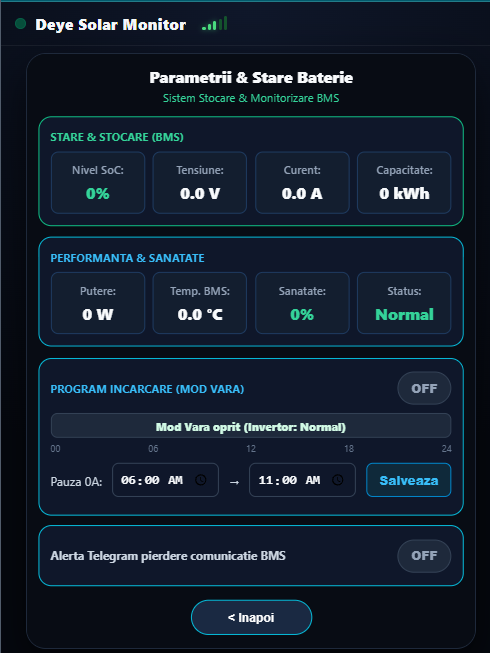 Deye Solar Monitor
Parametrii & Stare Baterie
Sistem Stocare & Monitorizare BMS
STARE & STOCARE (BMS)
Nivel SoC: Tensiune: Curent: Capacitate:
0% 0.0 V 0.0 A 0 kWh
PERFORMANTA & SANATATE
Putere: Temp. BMS: Sanatate: Status:
0 W 0.0 °C 0% Normal
PROGRAM INCARCARE (MOD VARA) OFF
Mod Vara oprit (Invertor: Normal)
00 06 12 18 24
Pauza 0A: 06:00 AM → 11:00 AM Salveaza
Alerta Telegram pierdere comunicatie BMS OFF
< Inapoi